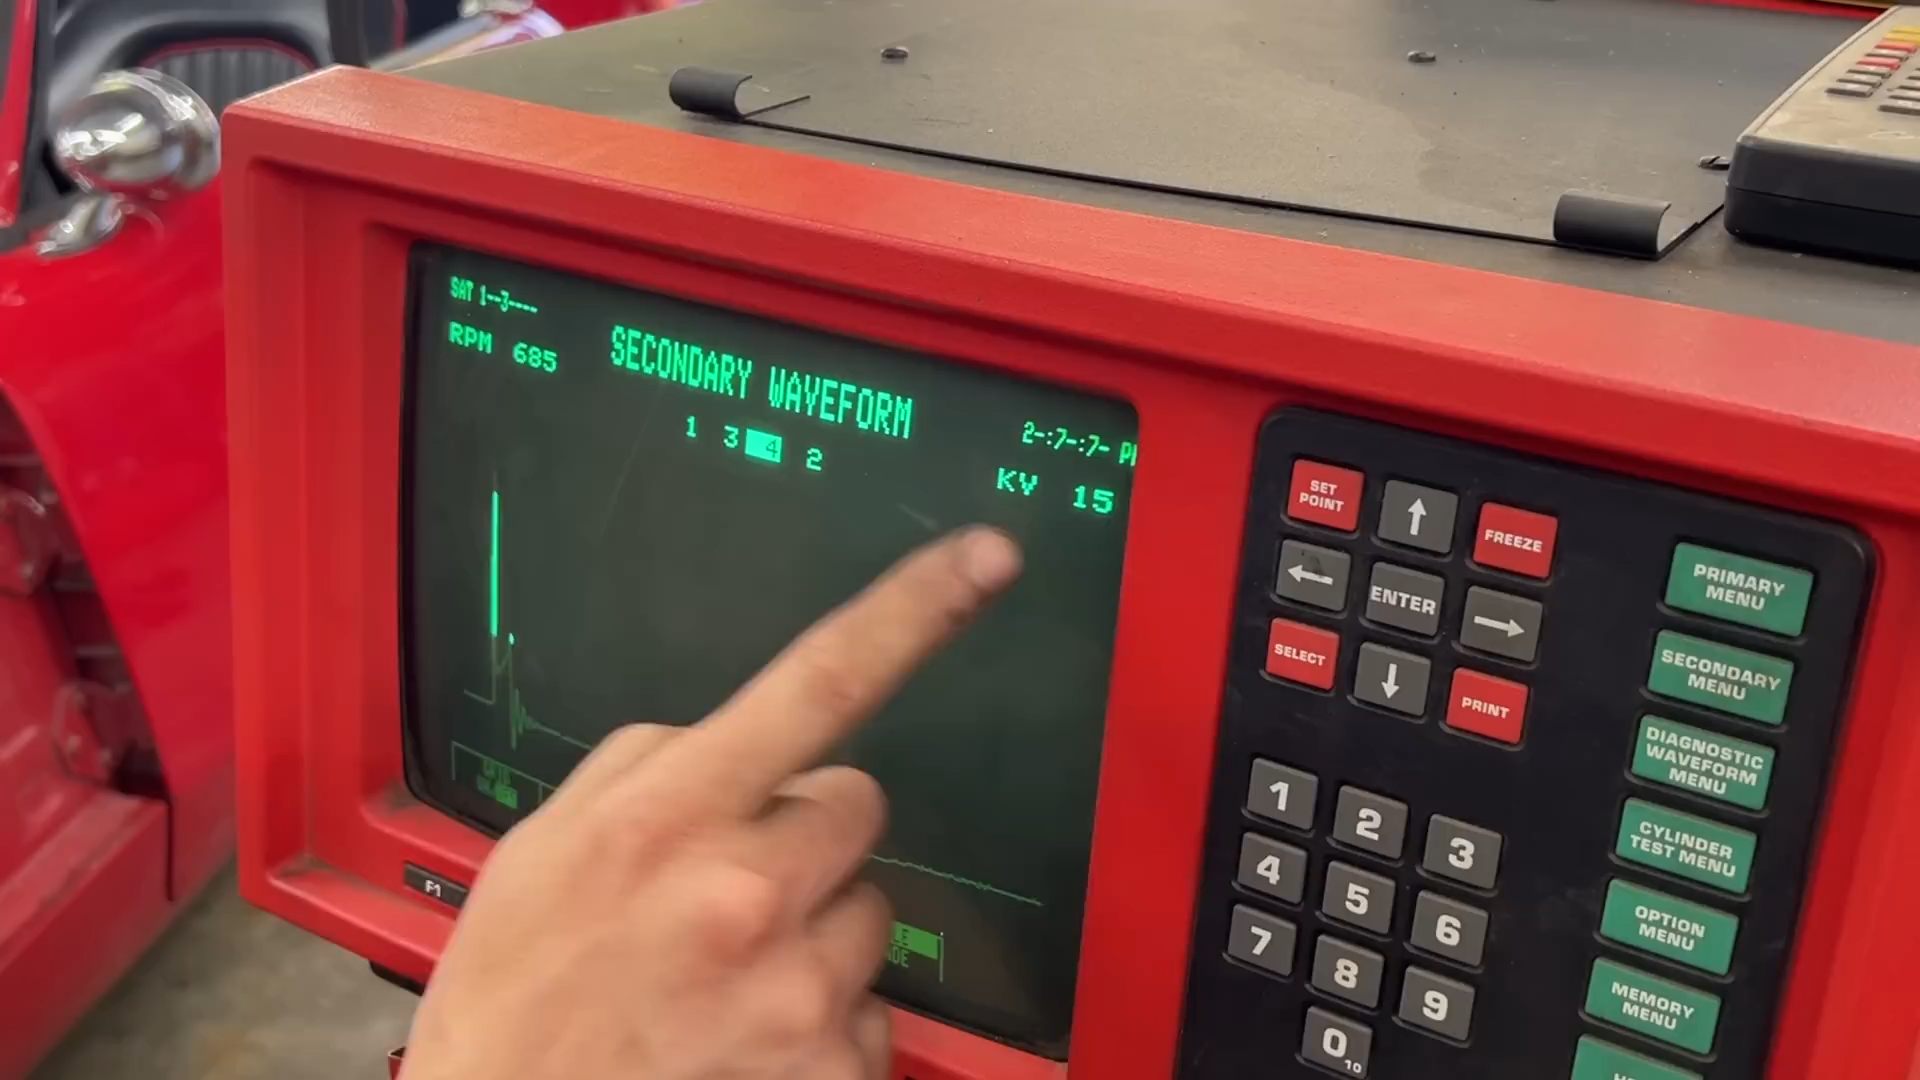 SAT 1--3----
RPM 685
SECONDARY WAVEFORM
1 3 4 2
2-:7-:7- P
KV 15
F1
SET POINT
↑
FREEZE
←
ENTER
→
SELECT
↓
PRINT
1 2 3
4 5 6
7 8 9
0 10
PRIMARY MENU
SECONDARY MENU
DIAGNOSTIC WAVEFORM MENU
CYLINDER TEST MENU
OPTION MENU
MEMORY MENU